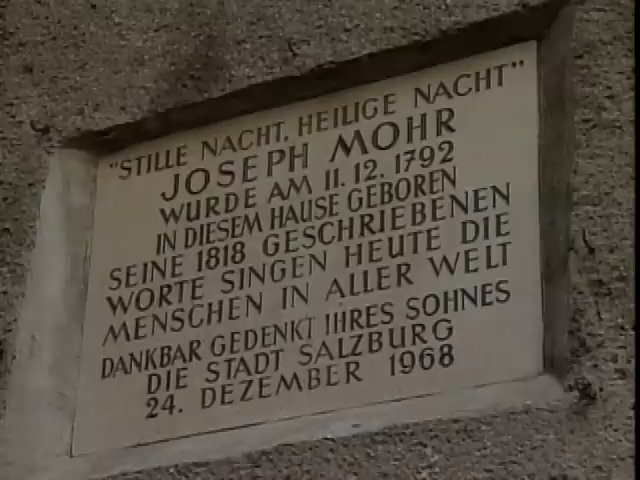 "STILLE NACHT, HEILIGE NACHT"
JOSEPH MOHR
WURDE AM 11. 12. 1792
IN DIESEM HAUSE GEBOREN
SEINE 1818 GESCHRIEBENEN
WORTE SINGEN HEUTE DIE
MENSCHEN IN ALLER WELT
DANKBAR GEDENKT IHRES SOHNES
DIE STADT SALZBURG
24. DEZEMBER 1968